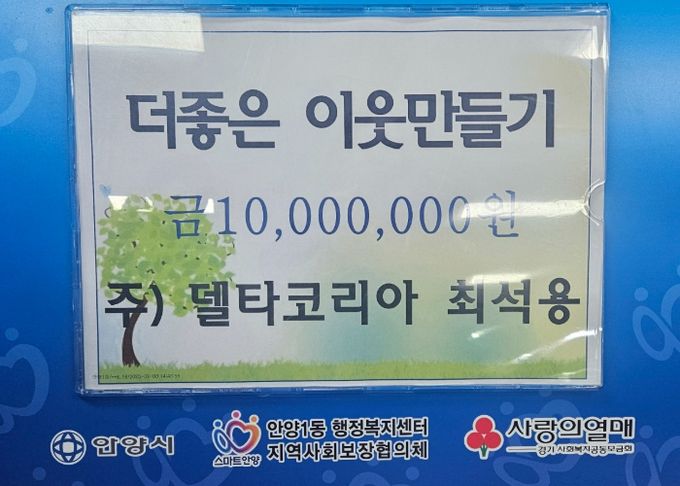 더좋은 이웃만들기
금10,000,000원
주) 델타코리아 최석용
안양시
스마트안양
안양1동 행정복지센터
지역사회보장협의체
사랑의열매
경기 사회복지공동모금회